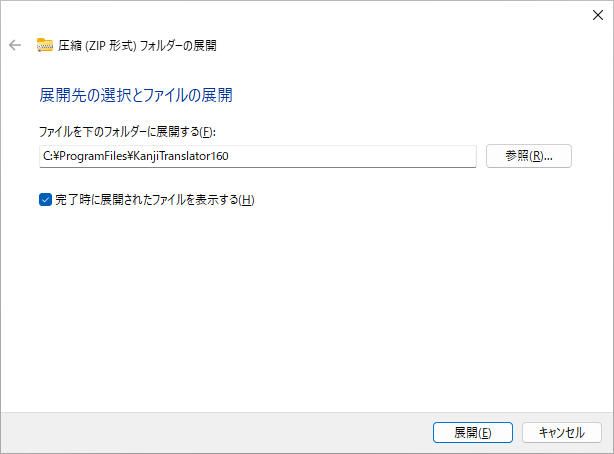 圧縮 (ZIP 形式) フォルダーの展開
展開先の選択とファイルの展開
ファイルを下のフォルダーに展開する(F):
C:¥ProgramFiles¥KanjiTranslator160
参照(R)...
完了時に展開されたファイルを表示する(H)
展開(E)
キャンセル